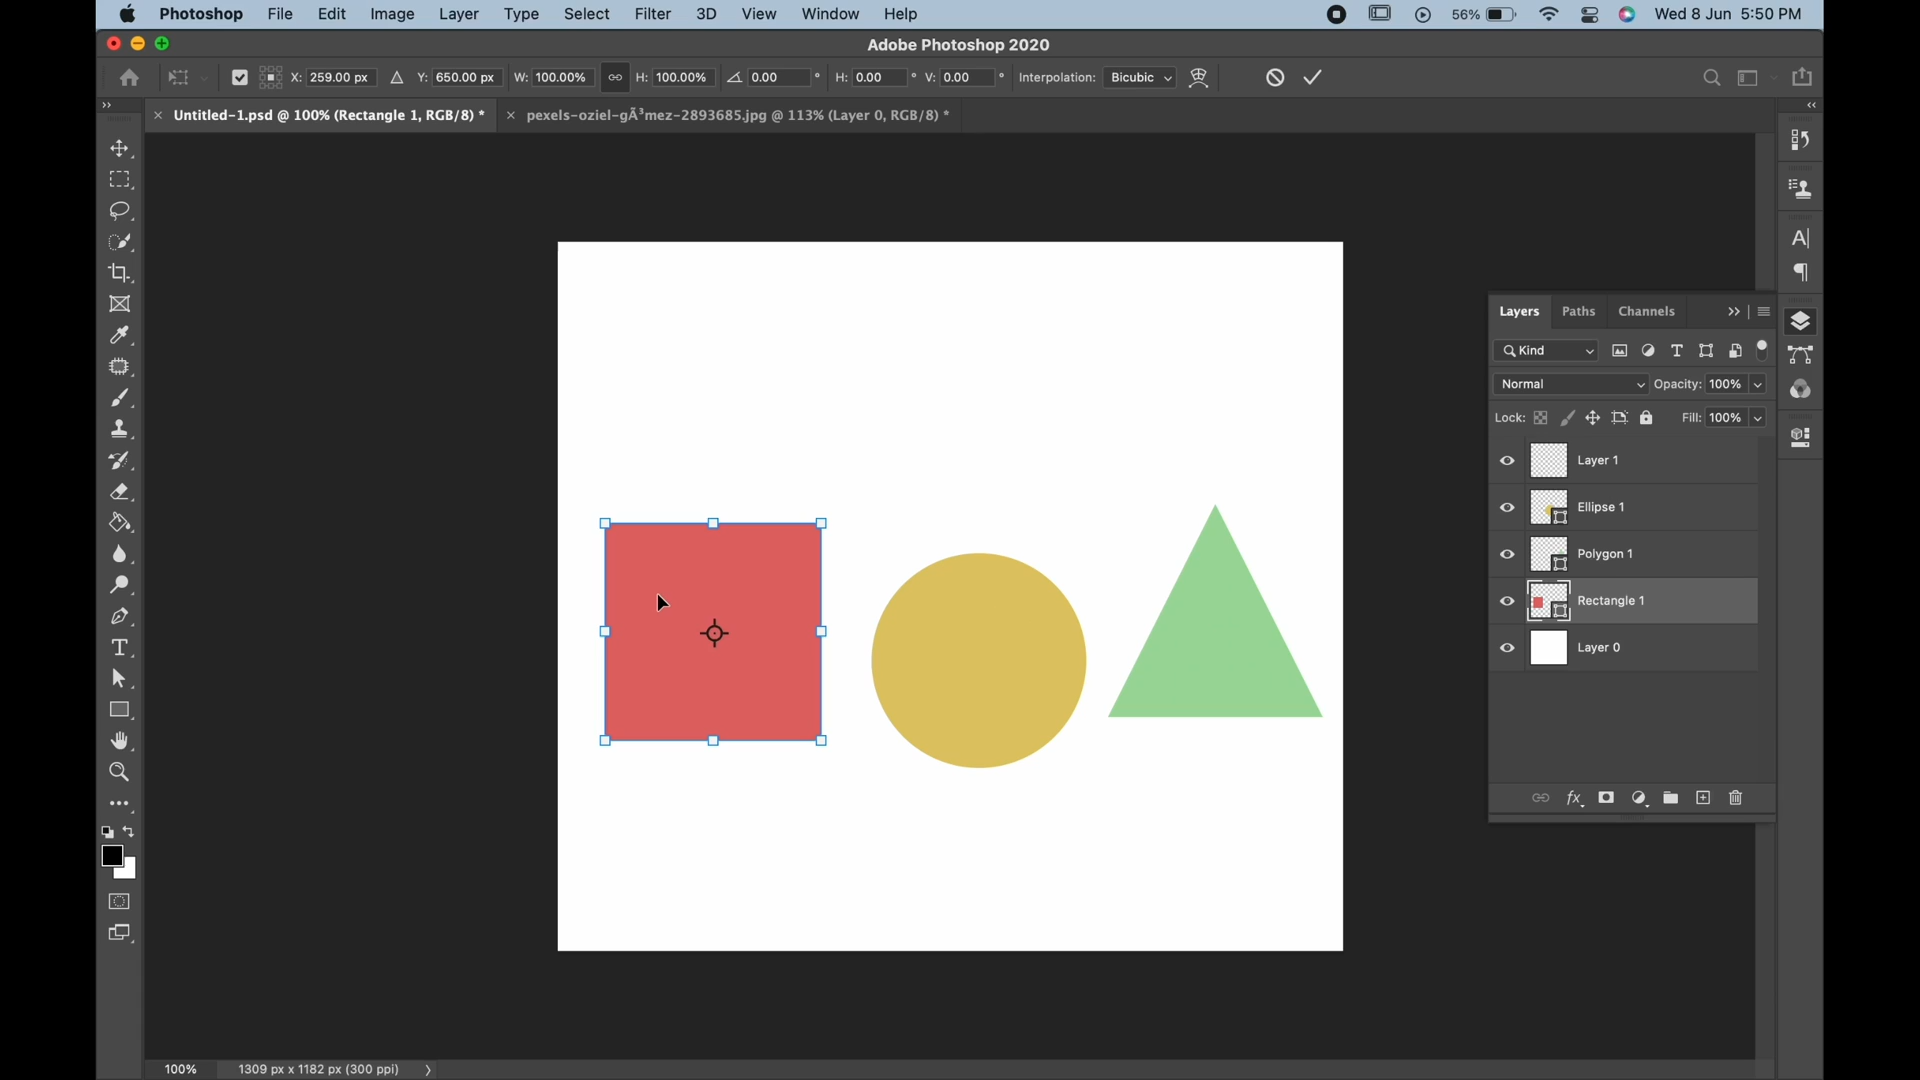 Photoshop File Edit Image Layer Type Select Filter 3D View Window Help 56% Wed 8 Jun 5:50 PM
Adobe Photoshop 2020
X: 259.00 px Y: 650.00 px W: 100.00% H: 100.00% 0.00 ° H: 0.00 ° V: 0.00 ° Interpolation: Bicubic
Untitled-1.psd @ 100% (Rectangle 1, RGB/8) * pexels-oziel-gÃ³mez-2893685.jpg @ 113% (Layer 0, RGB/8) *
Layers Paths Channels
Kind
Normal Opacity: 100%
Lock: Fill: 100%
Layer 1
Ellipse 1
Polygon 1
Rectangle 1
Layer 0
100% 1309 px x 1182 px (300 ppi)